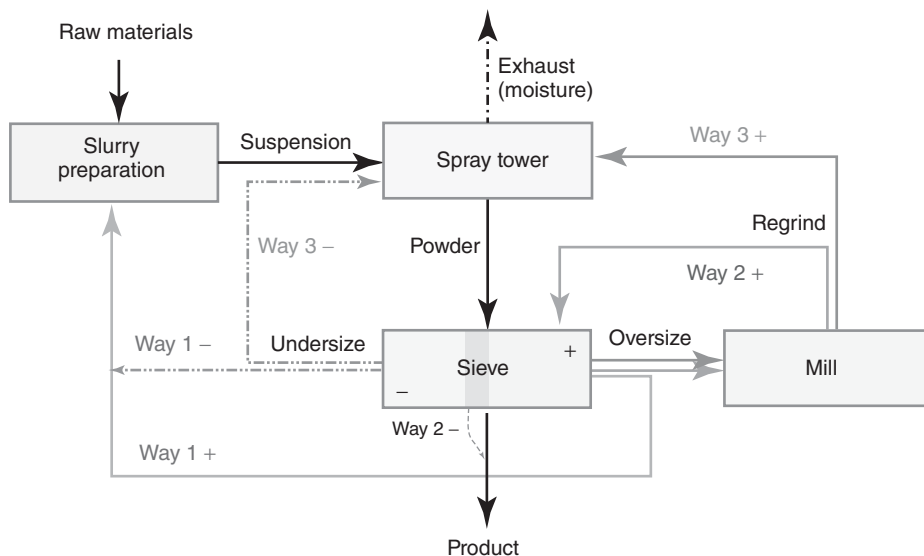 Raw materials
Exhaust
(moisture)
Slurry
preparation
Suspension
Spray tower
Way 3 +
Way 3 –
Powder
Regrind
Way 2 +
Way 1 –
Undersize
Sieve
+
–
Oversize
Mill
Way 2 –
Way 1 +
Product